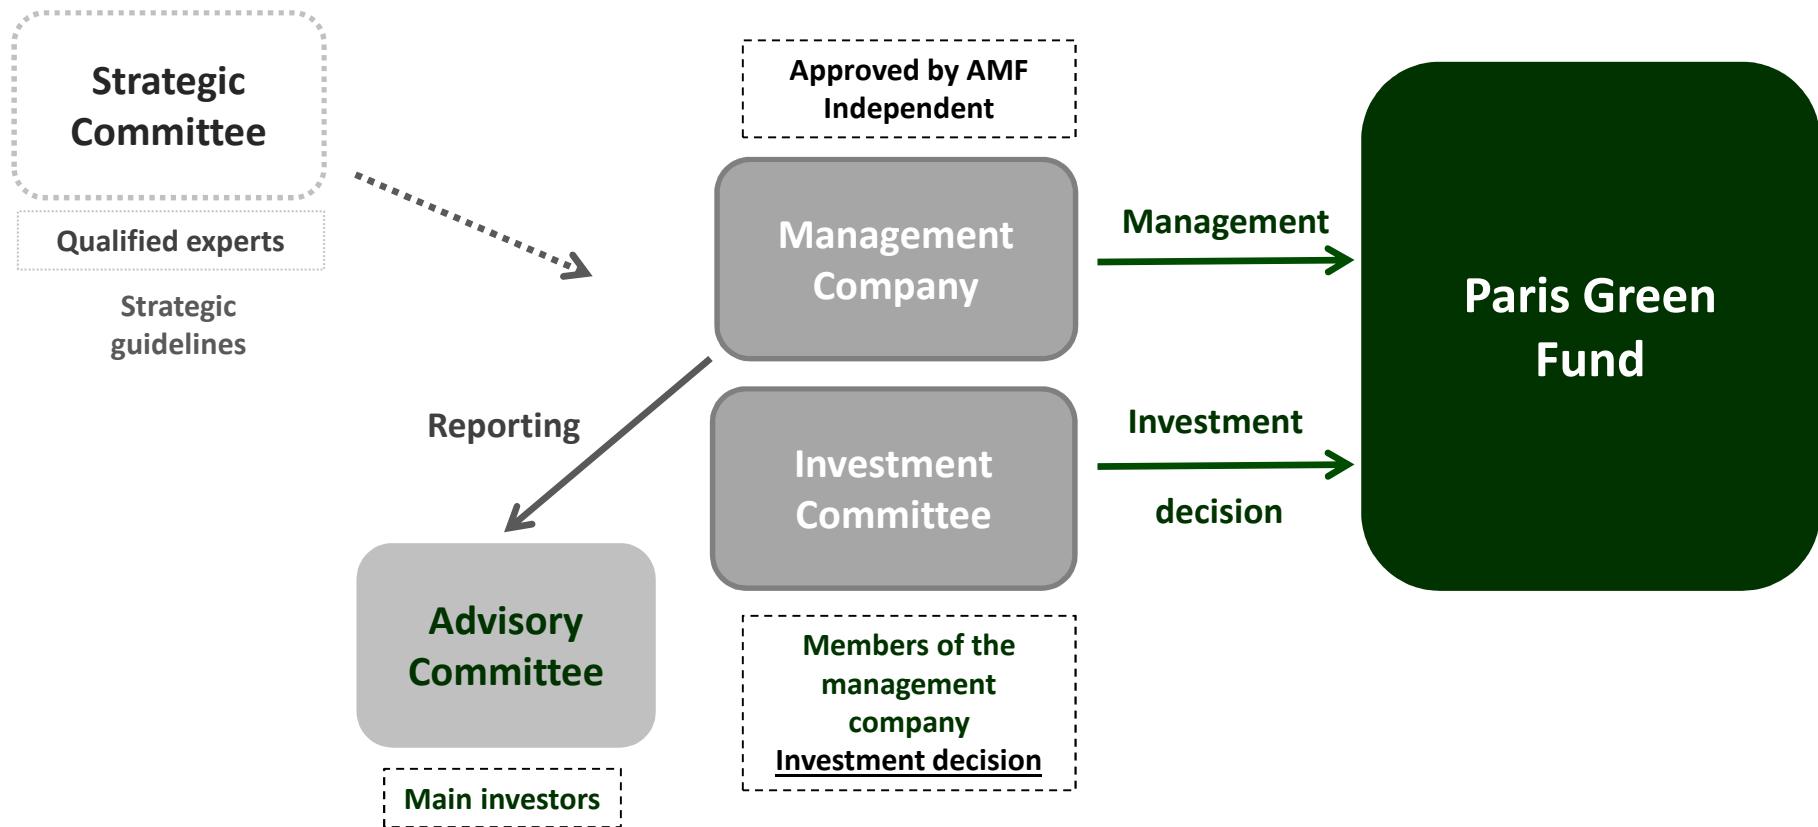 Strategic
Committee
Qualified experts
Strategic
guidelines
Approved by AMF
Independent
Management
Company
Management
Paris Green
Fund
Reporting
Investment
Committee
Investment
decision
Advisory
Committee
Main investors
Members of the
management
company
Investment decision